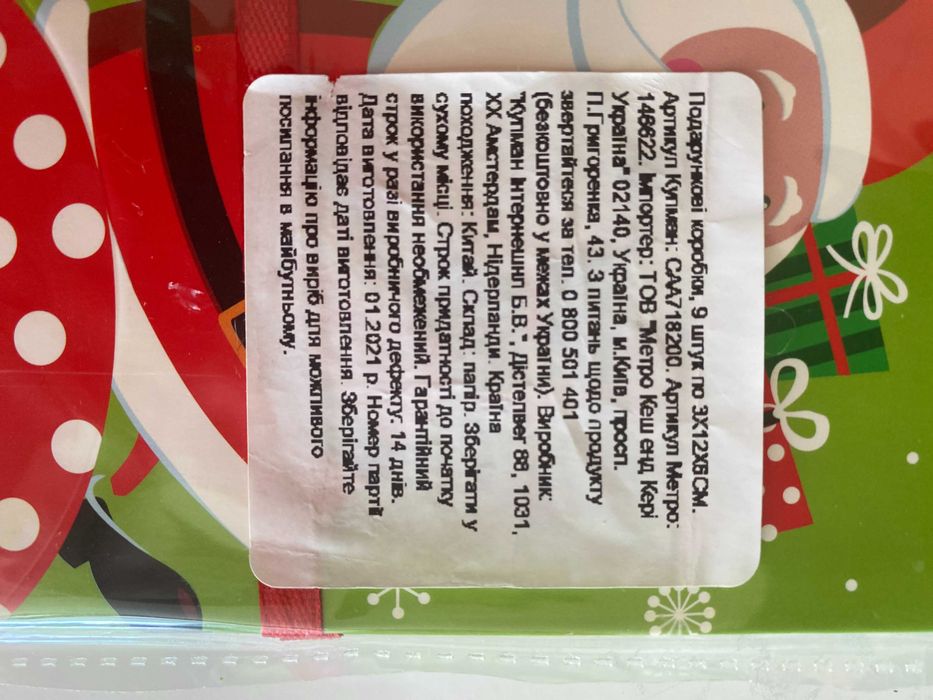 Подарункові коробки, 9 штук по 3Х12Х6СМ.
Артикул Купман: CAA718200. Артикул Метро:
148622. Імпортер: ТОВ "Метро Кеш енд Кері
Україна" 02140, Україна, м.Київ, просп.
П.Григоренка, 43. З питань щодо продукту
звертайтеся за тел. 0 800 501 401
(безкоштовно у межах України). Виробник:
"Купман Інтернешнл Б.В.", Дістелвег 88, 1031,
ХХ Амстердам, Нідерланди. Країна
походження: Китай. Склад: папір. Зберігати у
сухому місці. Строк придатності до початку
використання необмежений. Гарантійний
строк у разі виробничого дефекту: 14 днів.
Дата виготовлення: 01.2021 р. Номер партії
відповідає даті виготовлення. Зберігайте
інформацію про виріб для можливого
посилання в майбутньому.